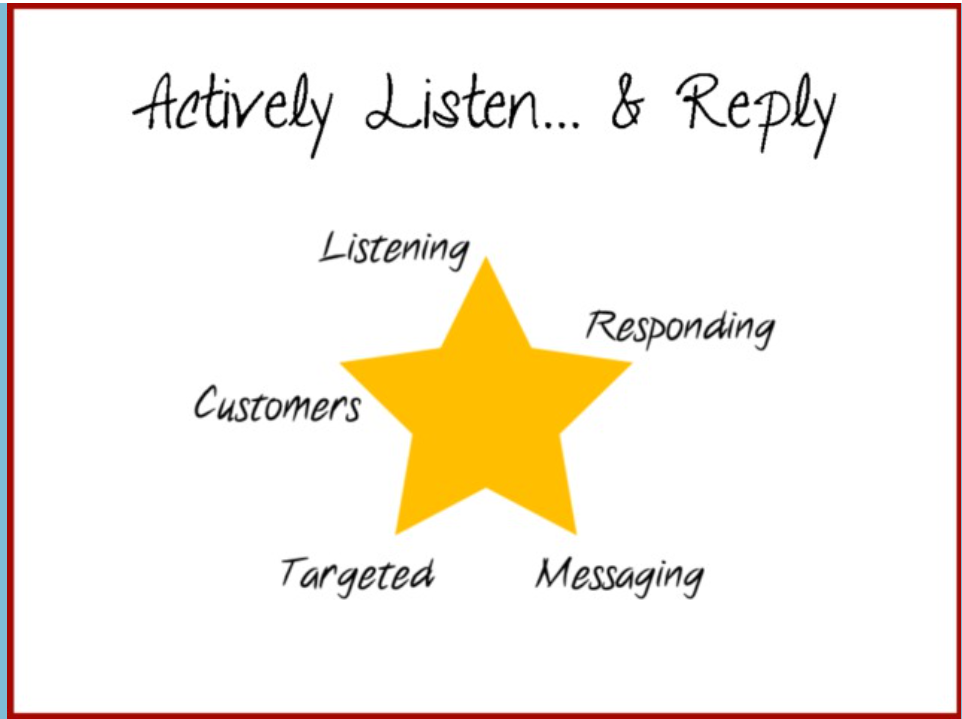 Actively Listen... & Reply
Listening
Responding
Customers
Targeted
Messaging